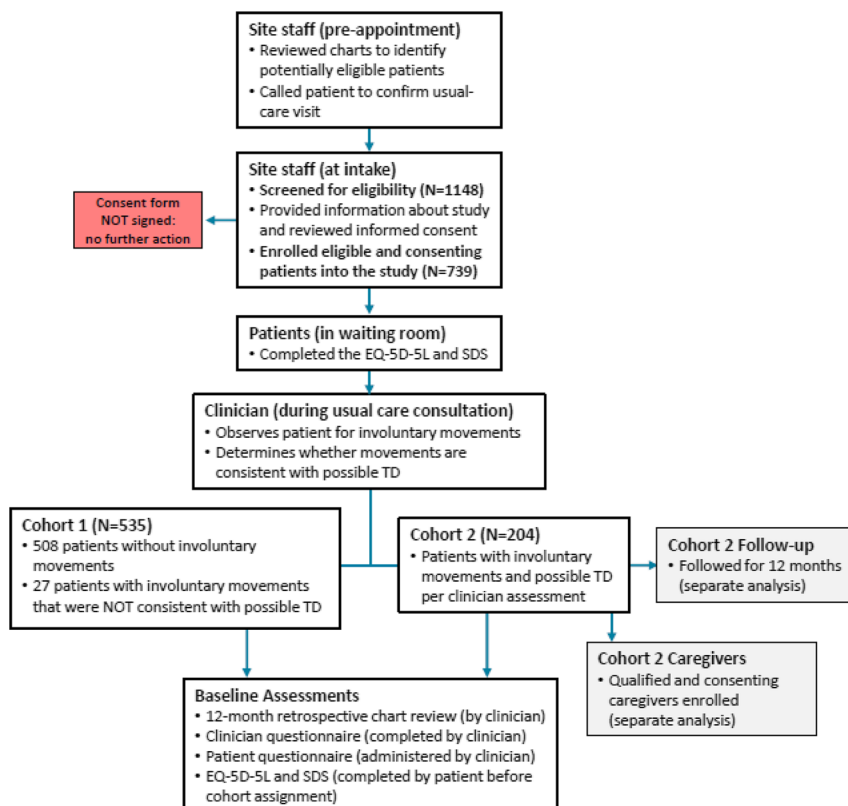 Site staff (pre-appointment)
• Reviewed charts to identify
potentially eligible patients
• Called patient to confirm usual-
care visit
Site staff (at intake)
• Screened for eligibility (N=1148)
• Provided information about study
and reviewed informed consent
• Enrolled eligible and consenting
patients into the study (N=739)
Consent form
NOT signed:
no further action
Patients (in waiting room)
• Completed the EQ-5D-5L and SDS
Clinician (during usual care consultation)
• Observes patient for involuntary movements
• Determines whether movements are
consistent with possible TD
Cohort 1 (N=535)
• 508 patients without involuntary
movements
• 27 patients with involuntary movements
that were NOT consistent with possible TD
Cohort 2 (N=204)
• Patients with involuntary
movements and possible TD
per clinician assessment
Cohort 2 Follow-up
• Followed for 12 months
(separate analysis)
Cohort 2 Caregivers
• Qualified and consenting
caregivers enrolled
(separate analysis)
Baseline Assessments
• 12-month retrospective chart review (by clinician)
• Clinician questionnaire (completed by clinician)
• Patient questionnaire (administered by clinician)
• EQ-5D-5L and SDS (completed by patient before
cohort assignment)